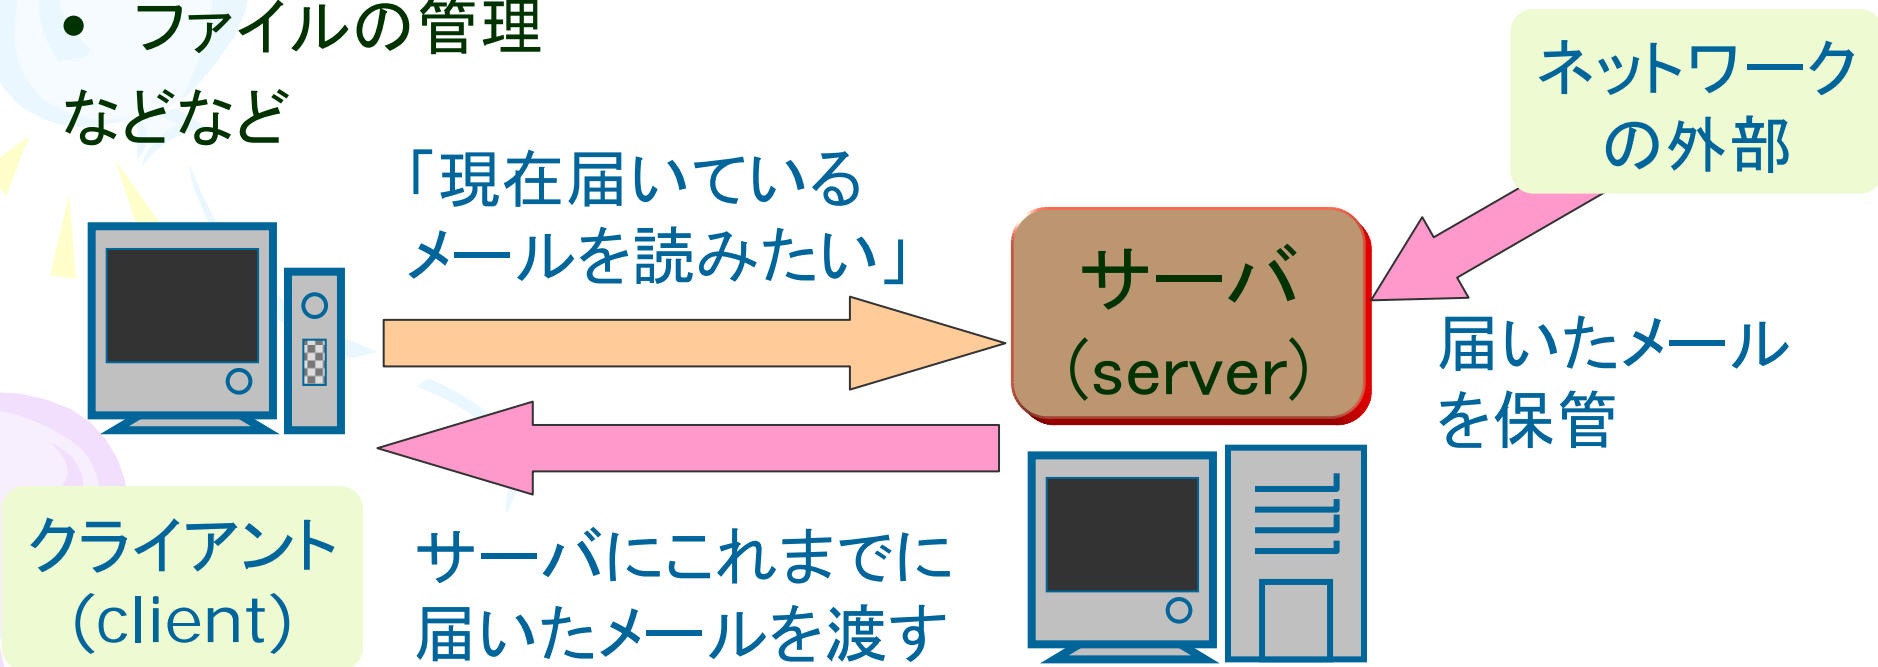 • ファイルの管理
などなど
ネットワーク
の外部
「現在届いている
メールを読みたい」
サーバ
(server)
届いたメール
を保管
クライアント
(client)
サーバにこれまでに
届いたメールを渡す